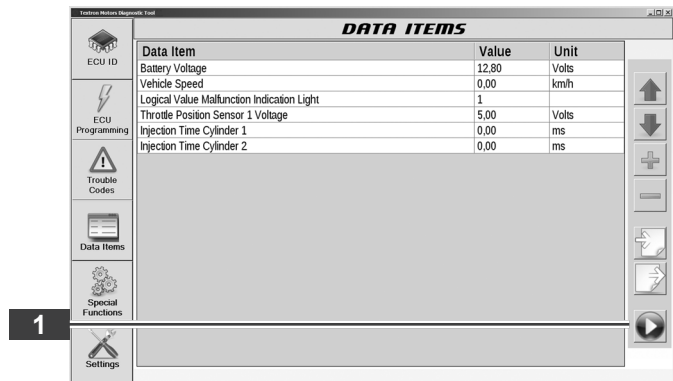 Textron Motors Diagnostic Tool
DATA ITEMS
ECU ID
ECU
Programming
Trouble
Codes
Data Items
Special
Functions
Settings
Data Item Value Unit
Battery Voltage 12,80 Volts
Vehicle Speed 0,00 km/h
Logical Value Malfunction Indication Light 1
Throttle Position Sensor 1 Voltage 5,00 Volts
Injection Time Cylinder 1 0,00 ms
Injection Time Cylinder 2 0,00 ms
1